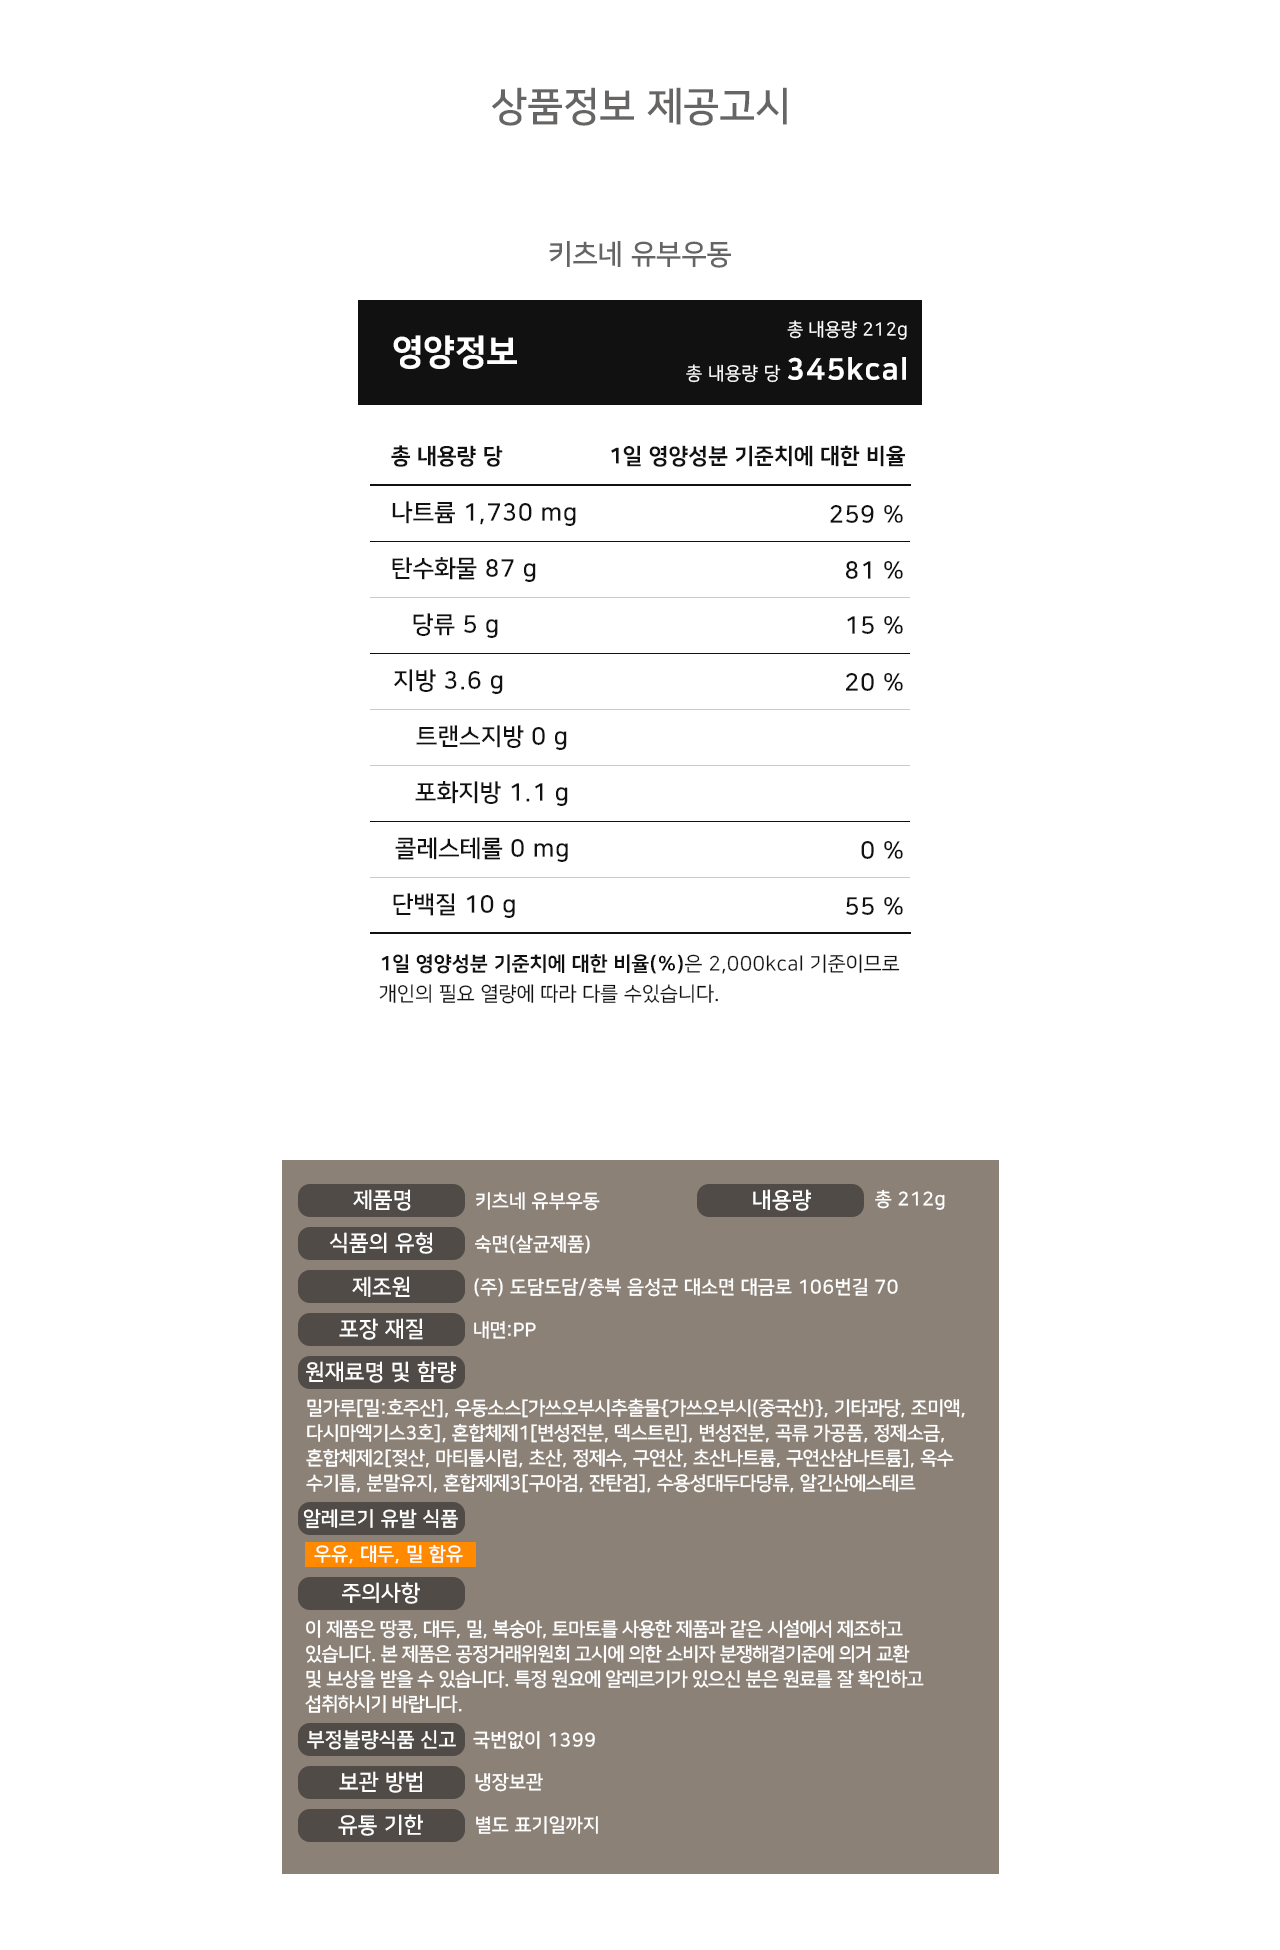 상품정보 제공고시
키츠네 유부우동
영양정보
총 내용량 212g
총 내용량 당 345kcal
총 내용량 당 1일 영양성분 기준치에 대한 비율
나트륨 1,730 mg 259 %
탄수화물 87 g 81 %
당류 5 g 15 %
지방 3.6 g 20 %
트랜스지방 0 g
포화지방 1.1 g
콜레스테롤 0 mg 0 %
단백질 10 g 55 %
1일 영양성분 기준치에 대한 비율(%)은 2,000kcal 기준이므로
개인의 필요 열량에 따라 다를 수있습니다.
제품명 키츠네 유부우동 내용량 총 212g
식품의 유형 숙면(살균제품)
제조원 (주) 도담도담/충북 음성군 대소면 대금로 106번길 70
포장 재질 내면:PP
원재료명 및 함량
밀가루[밀:호주산], 우동소스[가쓰오부시추출물{가쓰오부시(중국산)}, 기타과당, 조미액,
다시마엑기스3호], 혼합체제1[변성전분, 덱스트린], 변성전분, 곡류 가공품, 정제소금,
혼합체제2[젖산, 마티톨시럽, 초산, 정제수, 구연산, 초산나트륨, 구연산삼나트륨], 옥수
수기름, 분말유지, 혼합제제3[구아검, 잔탄검], 수용성대두다당류, 알긴산에스테르
알레르기 유발 식품
우유, 대두, 밀 함유
주의사항
이 제품은 땅콩, 대두, 밀, 복숭아, 토마토를 사용한 제품과 같은 시설에서 제조하고
있습니다. 본 제품은 공정거래위원회 고시에 의한 소비자 분쟁해결기준에 의거 교환
및 보상을 받을 수 있습니다. 특정 원요에 알레르기가 있으신 분은 원료를 잘 확인하고
섭취하시기 바랍니다.
부정불량식품 신고 국번없이 1399
보관 방법 냉장보관
유통 기한 별도 표기일까지